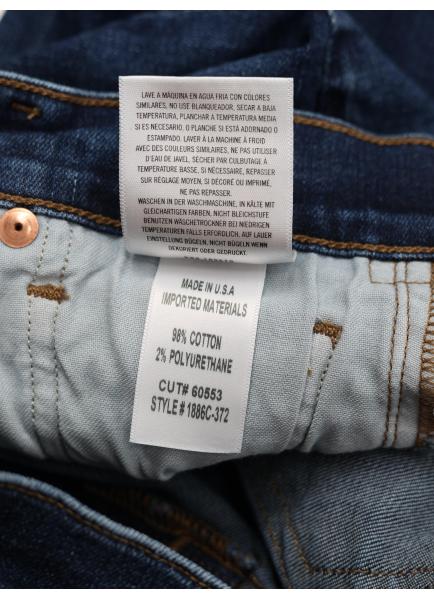 LAVE A MÁQUINA EN AGUA FRIA CON COLORES
SIMILARES, NO USE BLANQUEADOR, SECAR A BAJA
TEMPERATURA, PLANCHAR A TEMPERATURA MEDIA
SI ES NECESARIO, O PLANCHE SI ESTÁ ADORNADO O
ESTAMPADO. LAVER À LA MACHINE À FROID
AVEC DES COULEURS SIMILAIRES, NE PAS UTILISER
D'EAU DE JAVEL, SÉCHER PAR CULBUTAGE À
TEMPÉRATURE BASSE, SI NÉCESSAIRE, REPASSER
SUR RÉGLAGE MOYEN, SI DÉCORÉ OU IMPRIMÉ,
NE PAS REPASSER.
WASCHEN IN DER WASCHMASCHINE, IN KÄLTE MIT
GLEICHFARTIGEN FARBEN, NICHT BLEICHSTUFE
BENUTZEN WASCHETROCKNER BEI NIEDRIGEN
TEMPERATUREN FALLS ERFORDLICH, AUF LAUER
EINSTELLUNG BÜGELN, NICHT BÜGELN WENN
DEKORIERT ODER GEDRUCKT.
MADE IN U.S.A
IMPORTED MATERIALS
98% COTTON
2% POLYURETHANE
CUT# 60553
STYLE # 1886C-372